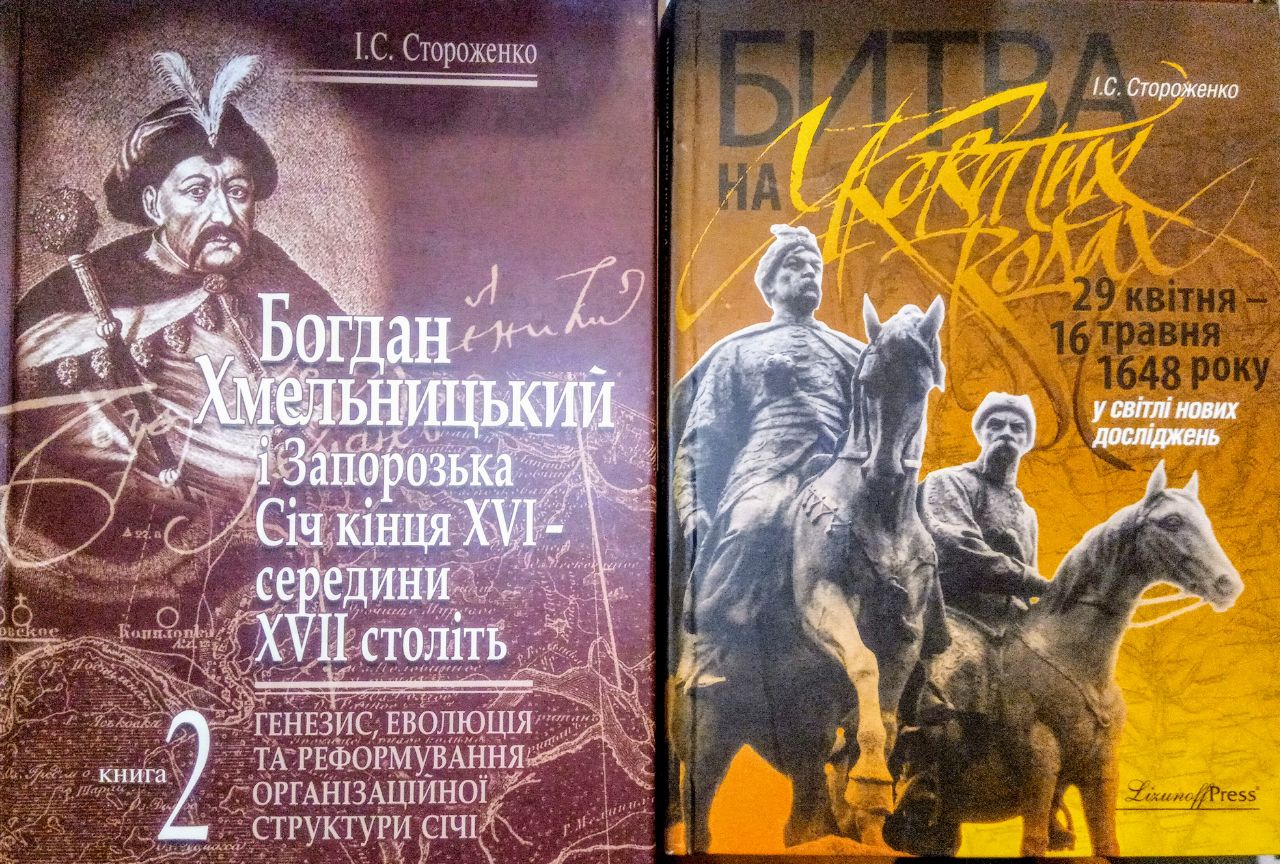 І.С. Стороженко
Богдан
Хмельницький
і Запорозька
Січ кінця XVI -
середини
XVII століть
ГЕНЕЗИС, ЕВОЛЮЦІЯ
ТА РЕФОРМУВАННЯ
ОРГАНІЗАЦІЙНОЇ
СТРУКТУРИ СІЧІ
книга
2
БИТВА
І.С. Стороженко
НА Жовтих
Водах
29 квітня –
16 травня
1648 року
у світлі нових
досліджень
LizunoffPress